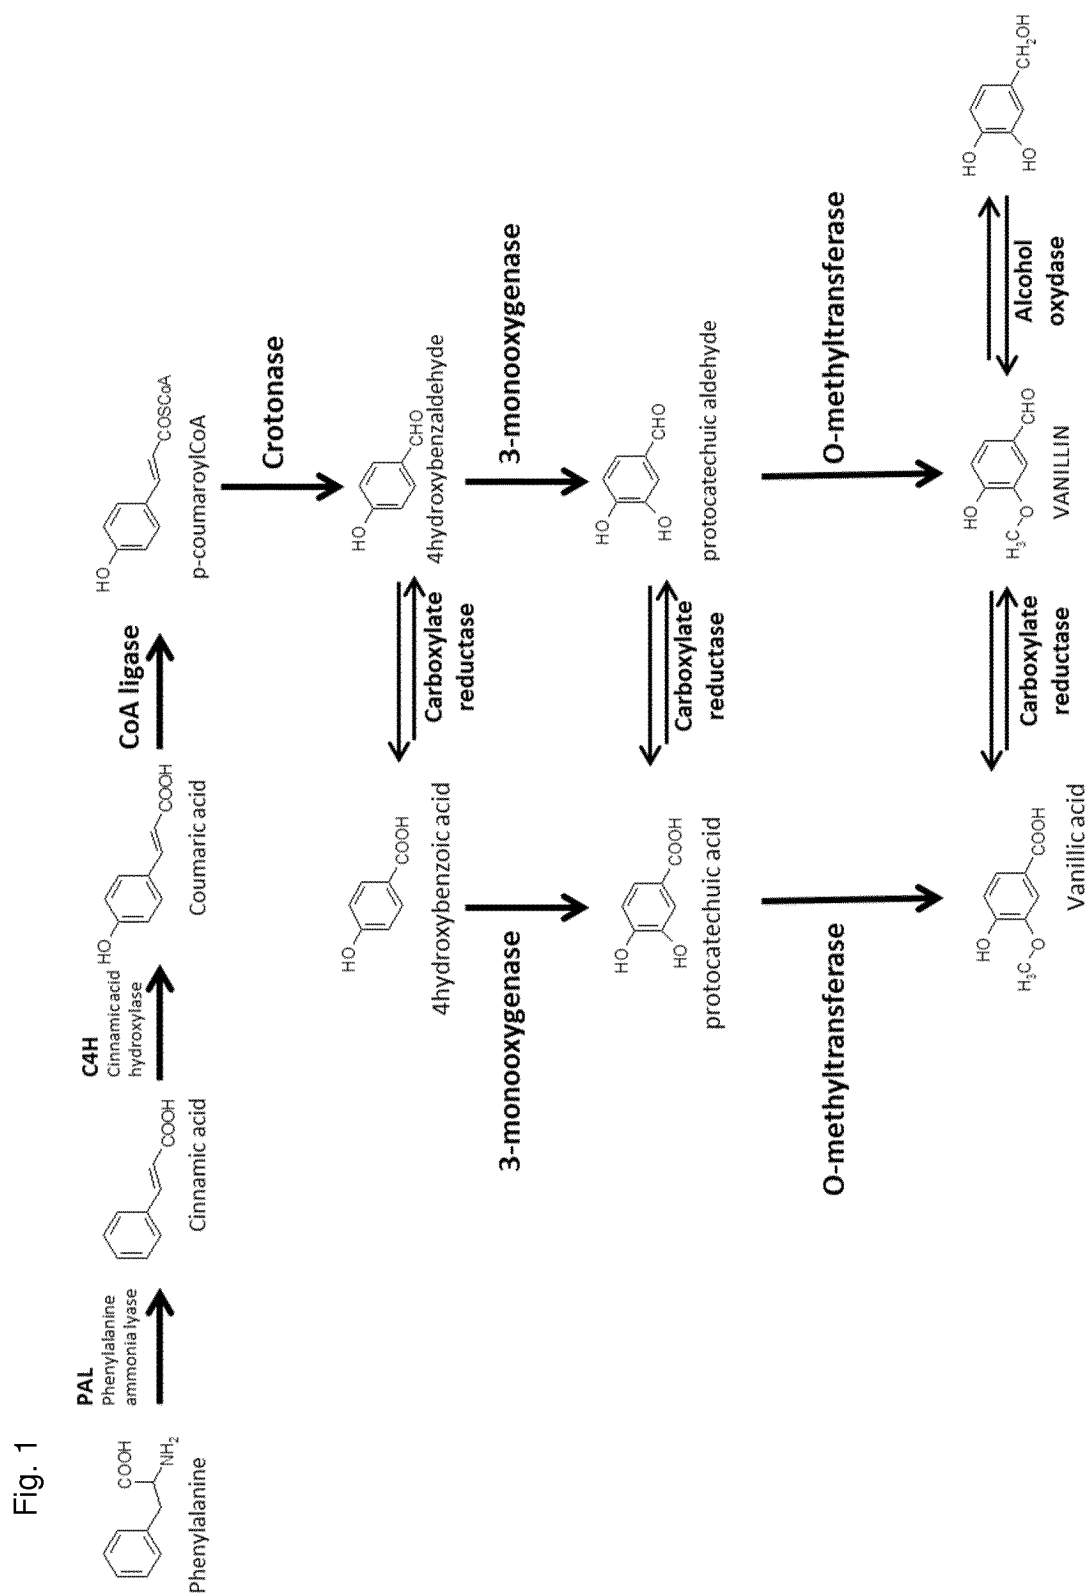 Fig. 1
PAL
Phenylalanine
ammonia lyase
C4H
Cinnamicacid
hydroxylase
CoA ligase
COOH
NH2
Phenylalanine
COOH
Cinnamic acid
HO
COOH
Coumaric acid
HO
COSCoA
p-coumaroylCoA
Crotonase
HO
COOH
4hydroxybenzoic acid
Carboxylate
reductase
HO
CHO
4hydroxybenzaldehyde
3-monooxygenase
3-monooxygenase
HO
HO
COOH
protocatechuic acid
Carboxylate
reductase
HO
HO
CHO
protocatechuic aldehyde
O-methyltransferase
O-methyltransferase
HO
H3C
O
COOH
Vanillic acid
Carboxylate
reductase
HO
H3C
O
CHO
VANILLIN
Alcohol
oxydase
HO
HO
CH2OH